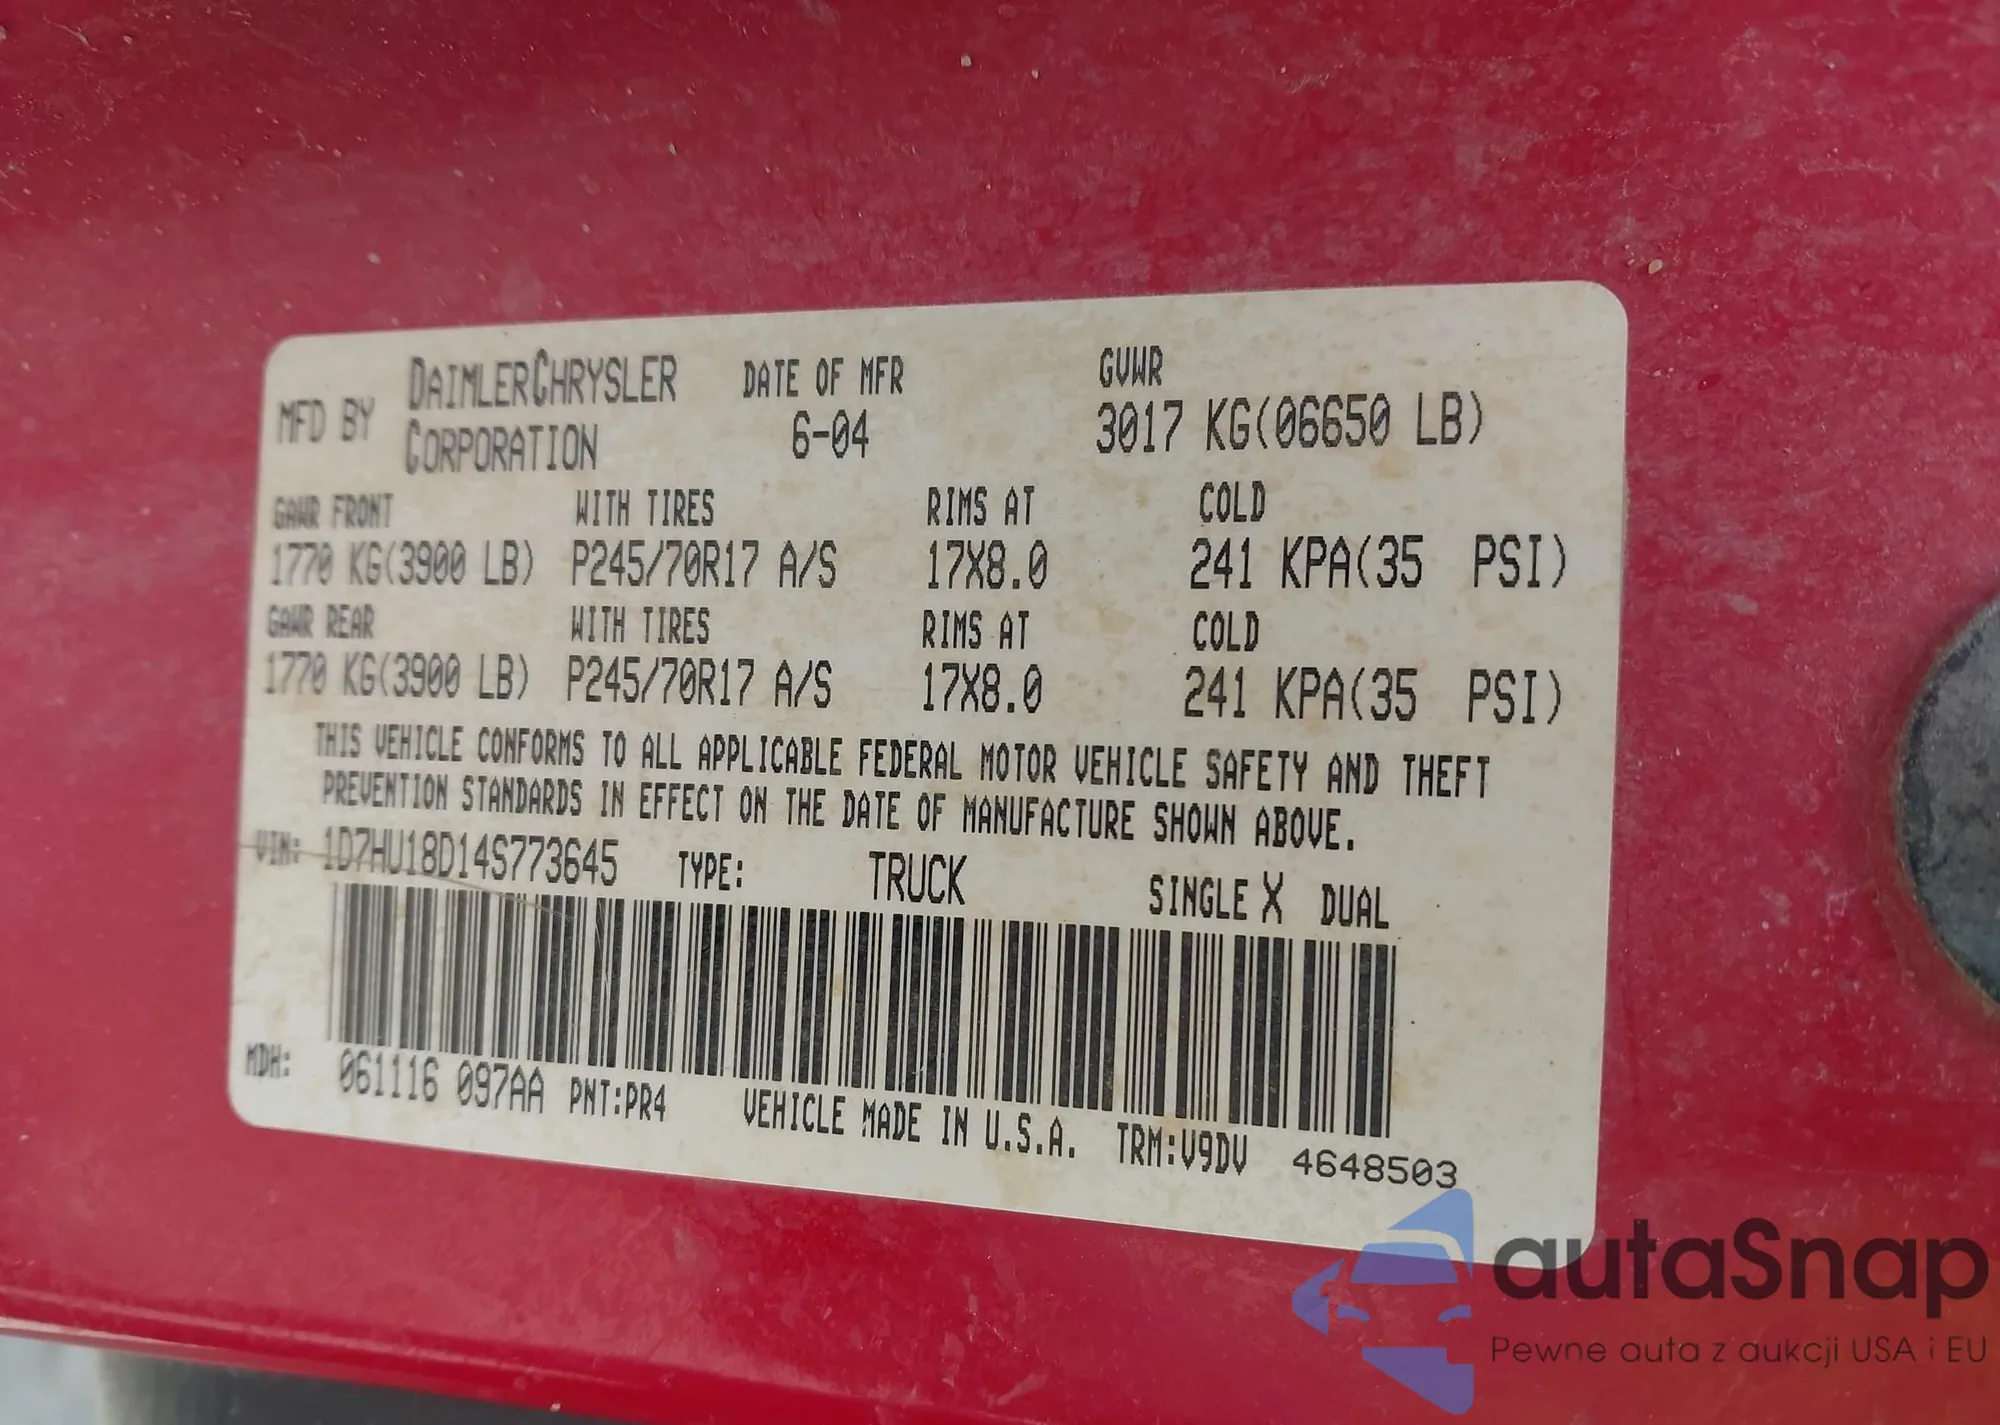 MFD BY DAIMLERCHRYSLER CORPORATION DATE OF MFR 6-04 GVWR 3017 KG(06650 LB)
GAWR FRONT WITH TIRES RIMS AT COLD
1770 KG(3900 LB) P245/70R17 A/S 17X8.0 241 KPA(35 PSI)
GAWR REAR WITH TIRES RIMS AT COLD
1770 KG(3900 LB) P245/70R17 A/S 17X8.0 241 KPA(35 PSI)
THIS VEHICLE CONFORMS TO ALL APPLICABLE FEDERAL MOTOR VEHICLE SAFETY AND THEFT
PREVENTION STANDARDS IN EFFECT ON THE DATE OF MANUFACTURE SHOWN ABOVE.
VIN: 1D7HU18D14S773645 TYPE: TRUCK SINGLE X DUAL
MDH: 061116 097AA PNT:PR4 VEHICLE MADE IN U.S.A. TRM:V9DV 4648503
autaSnap
Pewne auta z aukcji USA i EU